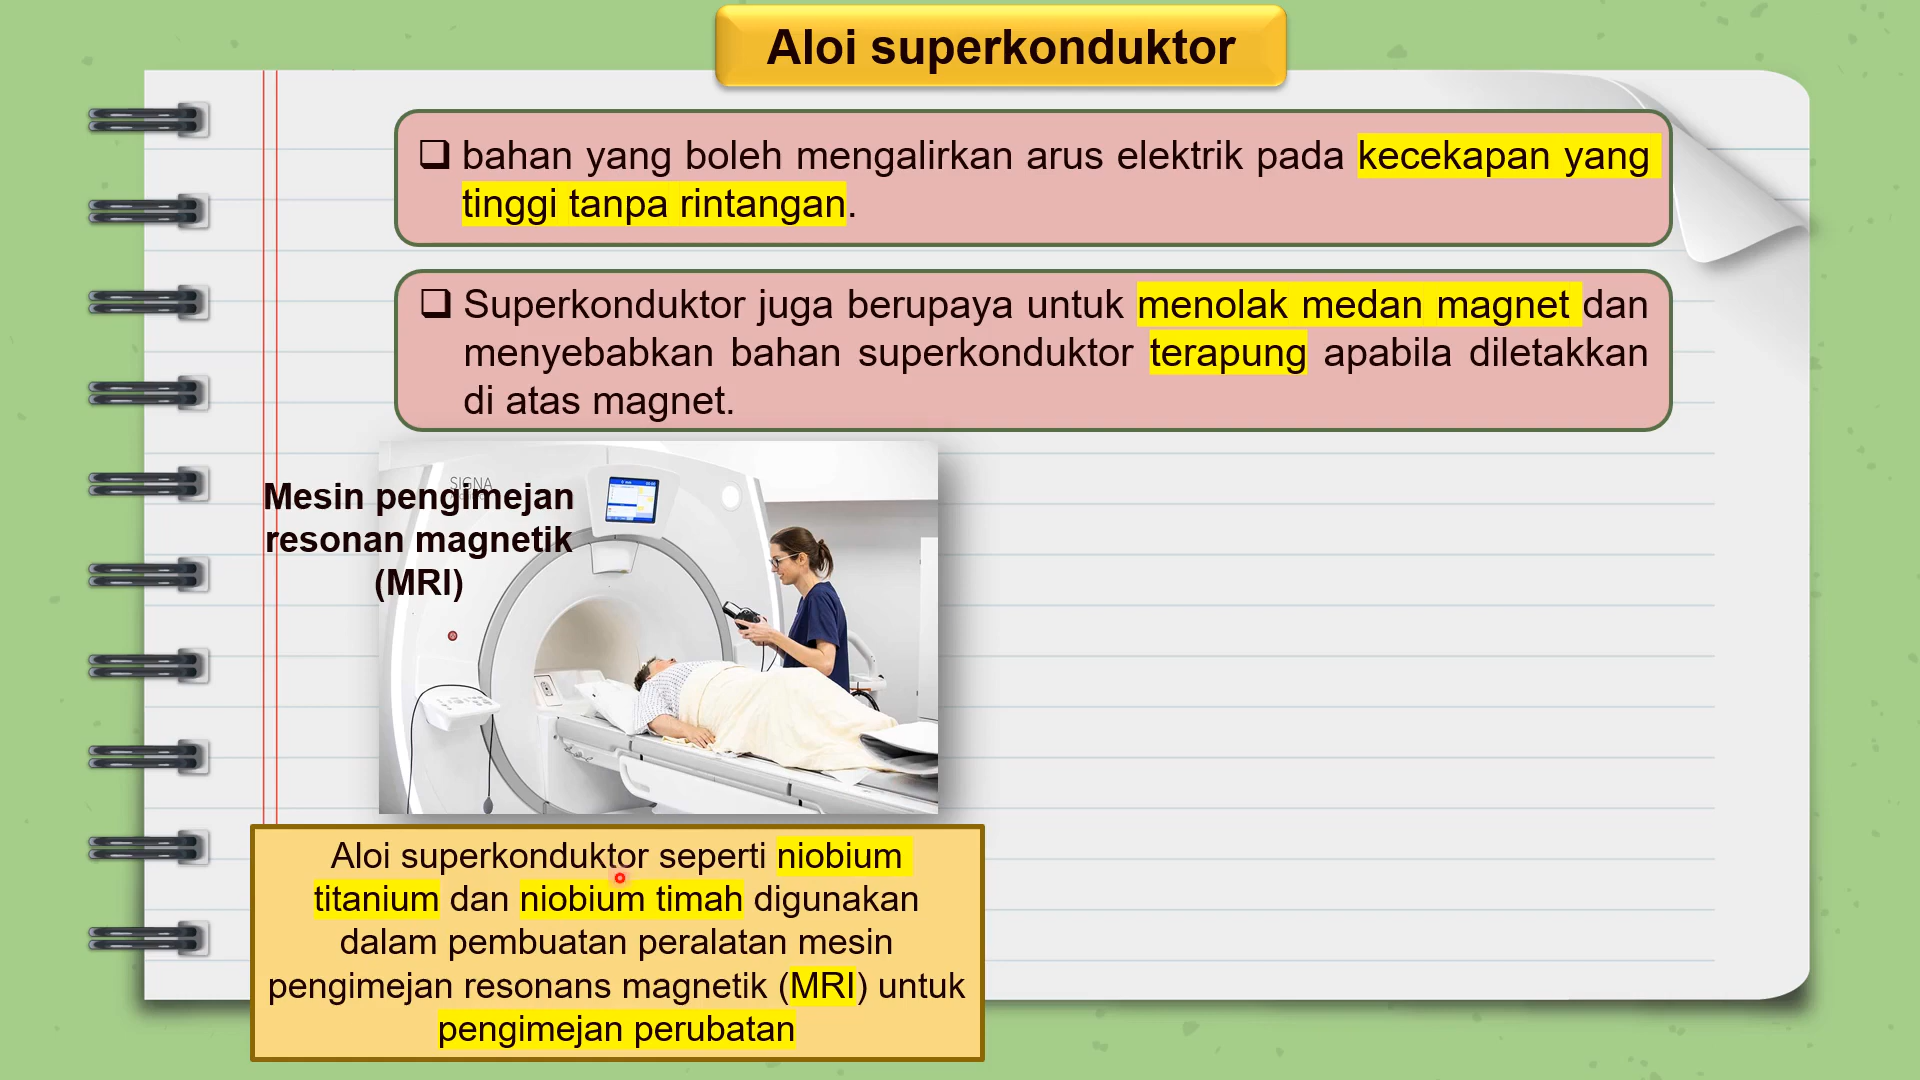 Aloi superkonduktor
bahan yang boleh mengalirkan arus elektrik pada kecekapan yang
tinggi tanpa rintangan.
Superkonduktor juga berupaya untuk menolak medan magnet dan
menyebabkan bahan superkonduktor terapung apabila diletakkan
di atas magnet.
SIGNA
Mesin pengimejan
resonan magnetik
(MRI)
Aloi superkonduktor seperti niobium
titanium dan niobium timah digunakan
dalam pembuatan peralatan mesin
pengimejan resonans magnetik (MRI) untuk
pengimejan perubatan